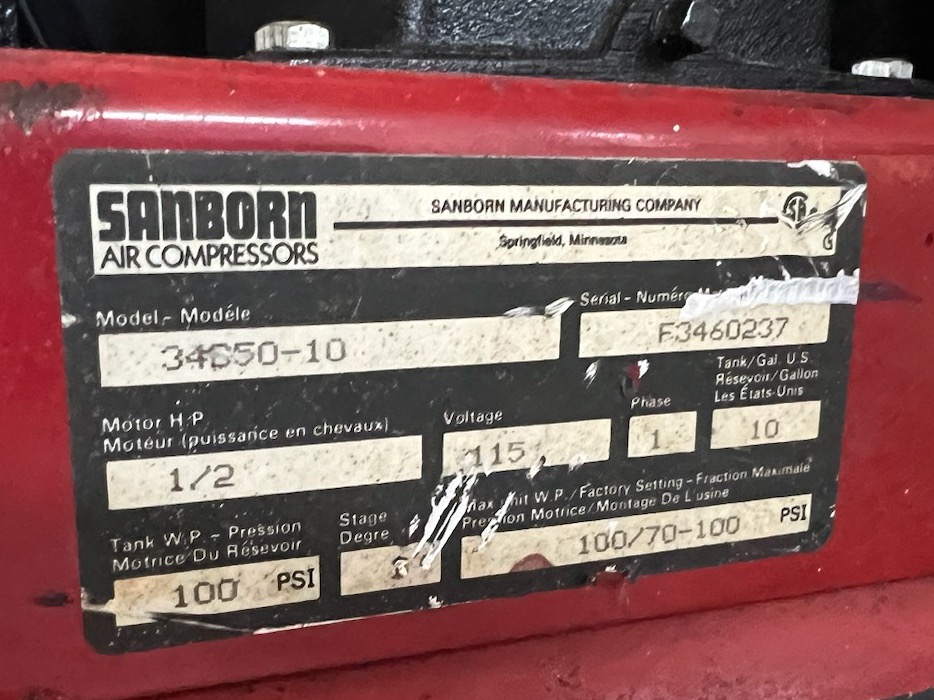 SANBORN
AIR COMPRESSORS
SANBORN MANUFACTURING COMPANY
Springfield, Minnesota
Model - Modéle
Serial - Numéro
F3460237
Motor H.P.
Moteur (puissance en chevaux)
1/2
Voltage
115
Phase
1
Tank/Gal. U.S.
Résevoir/Gallon
Les États-Unis
10
Tank W.P. - Pression
Motrice Du Résevoir
100 PSI
Stage
Degre
Max Unit W.P./Factory Setting - Fraction Maximale
Pression Motrice/Montage De L'usine
100/70-100 PSI